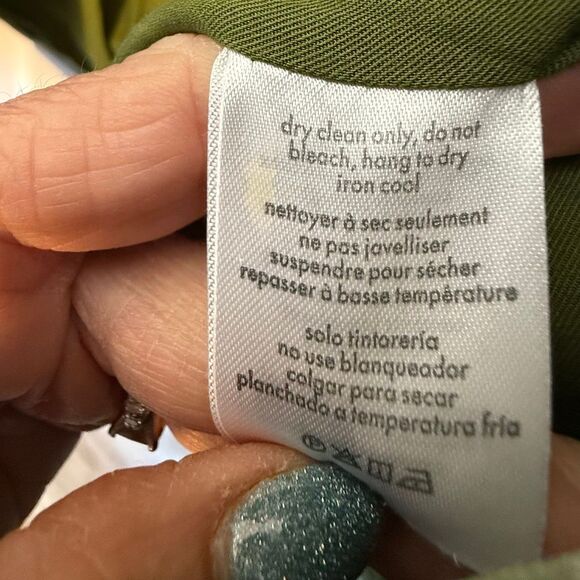 dry clean only, do not
bleach, hang to dry
iron cool
nettoyer à sec seulement
ne pas javelliser
suspendre pour sécher
repasser à basse température
solo tintorería
no use blanqueador
colgar para secar
planchado a temperatura fría